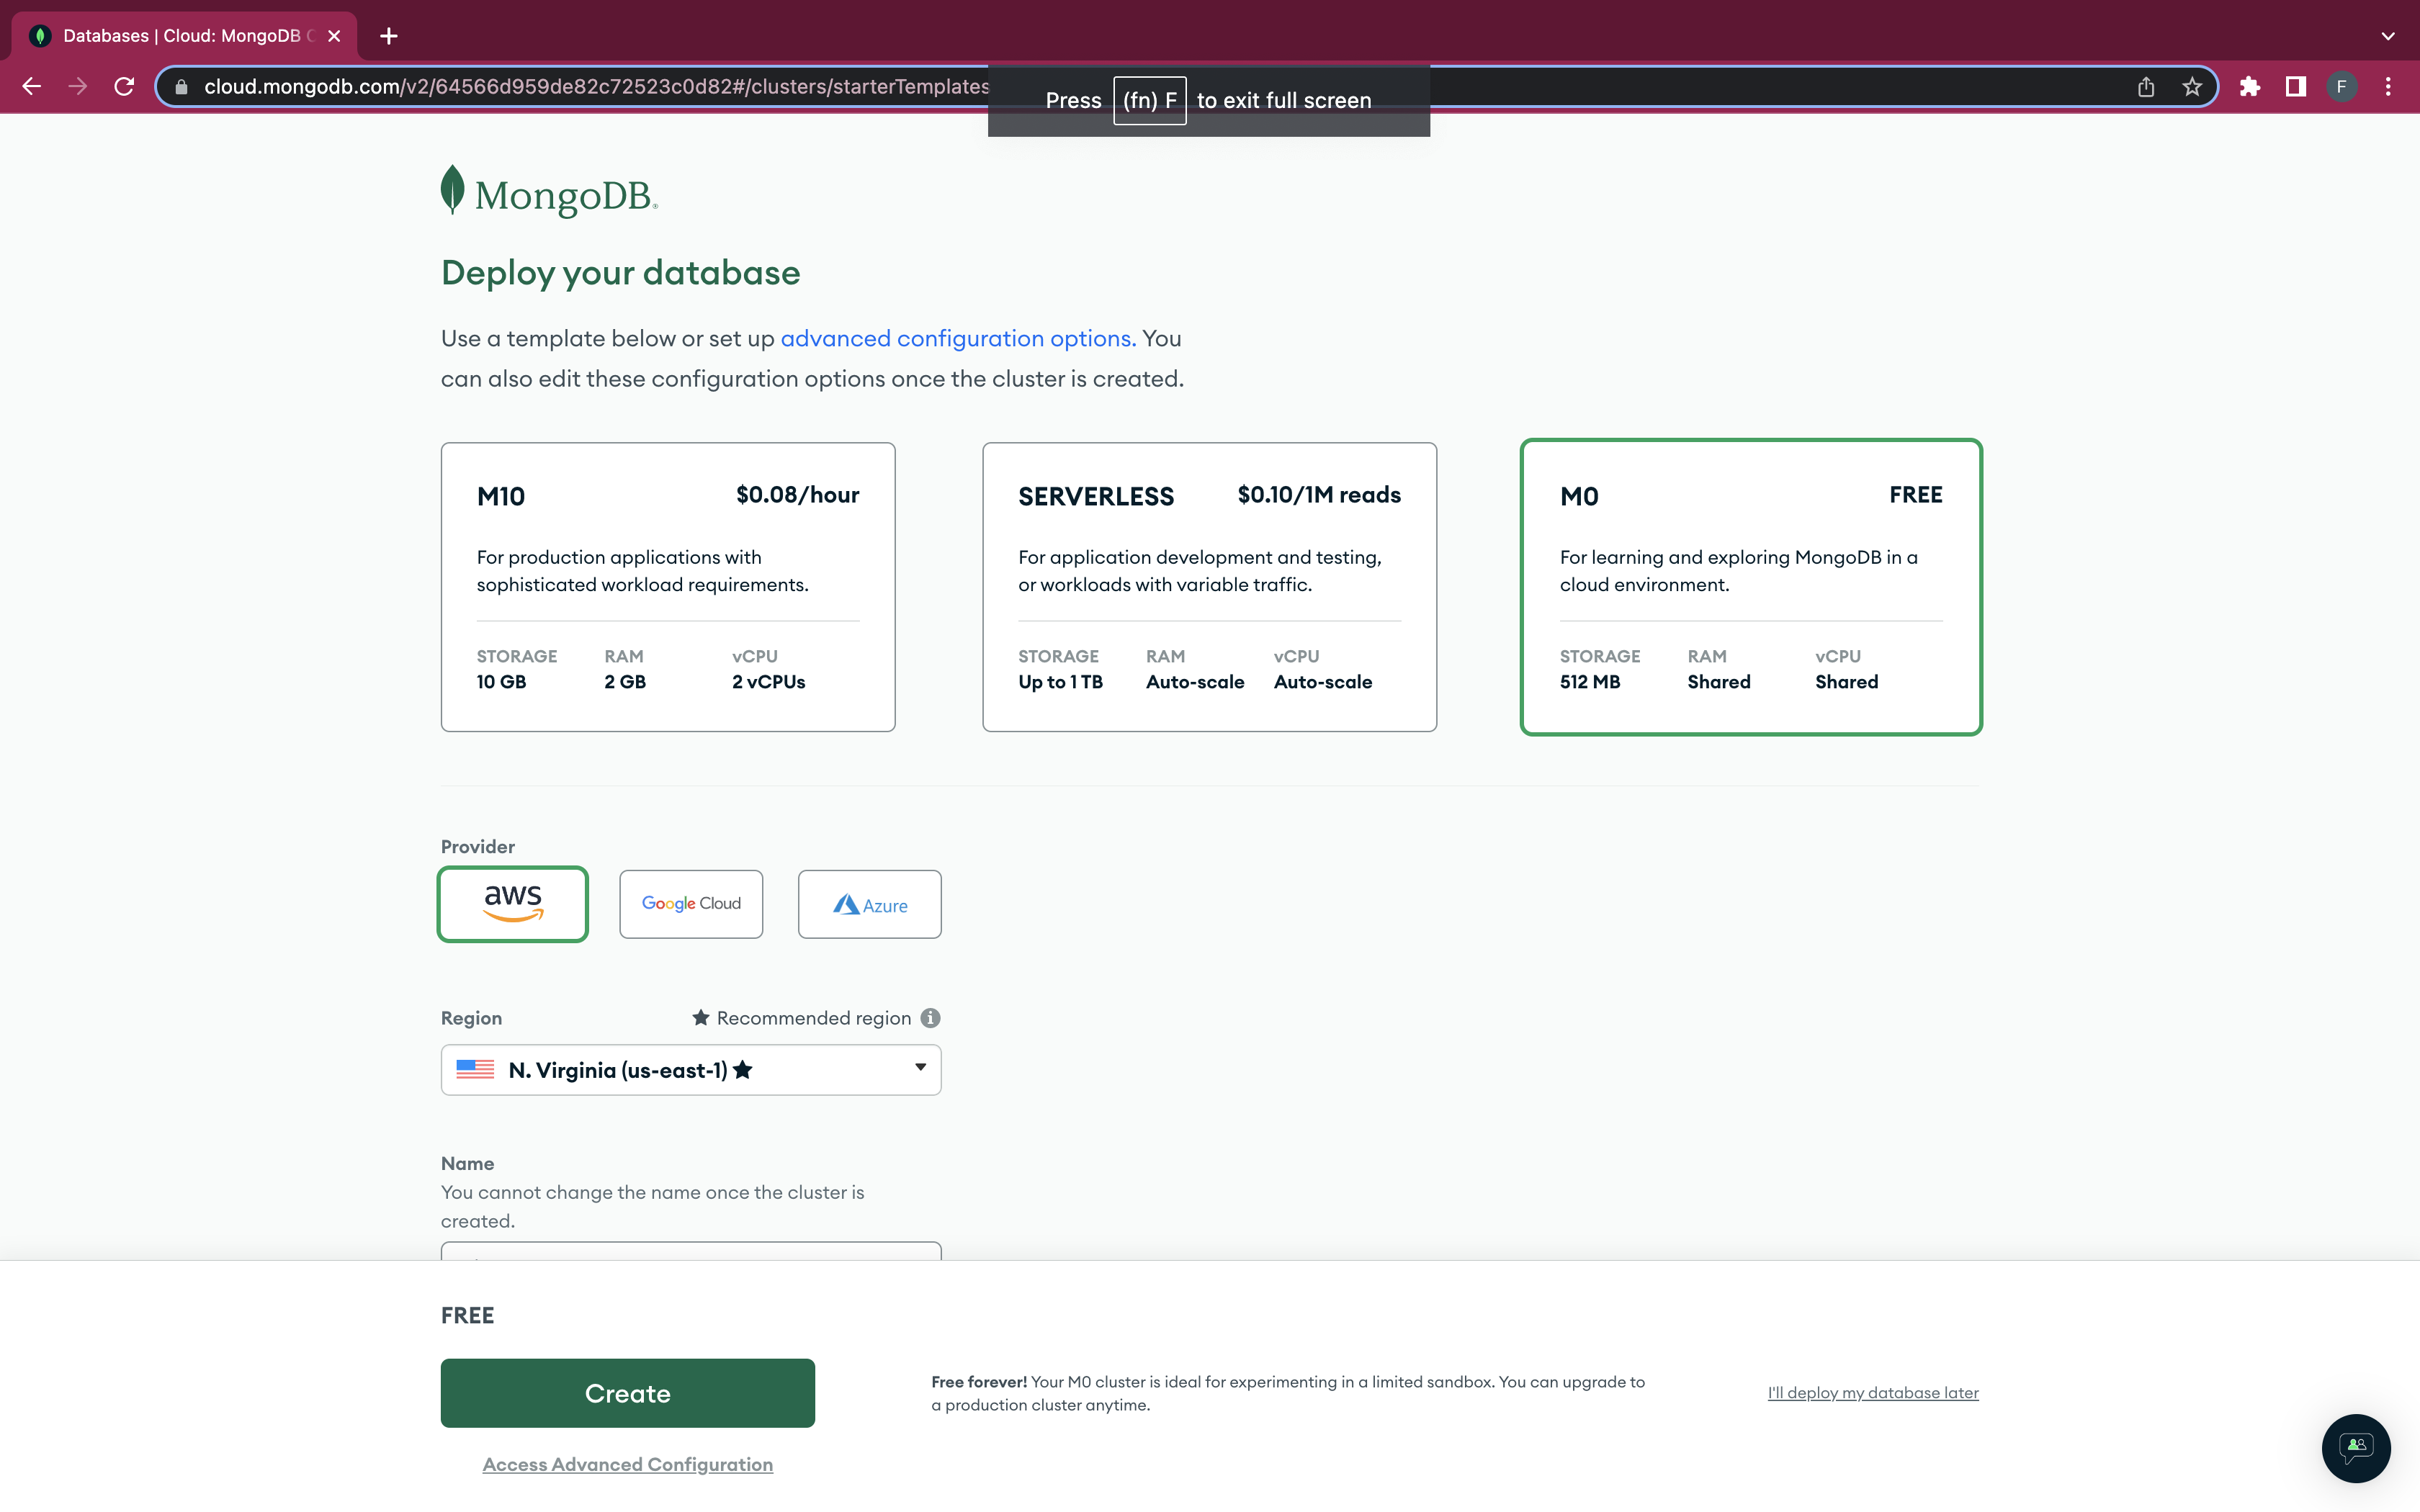 Databases | Cloud: MongoDB C
cloud.mongodb.com/v2/64566d959de82c72523c0d82#/clusters/starterTemplates
Press (fn) F to exit full screen
F
MongoDB®
Deploy your database
Use a template below or set up advanced configuration options. You
can also edit these configuration options once the cluster is created.
M10 $0.08/hour
For production applications with
sophisticated workload requirements.
STORAGE RAM vCPU
10 GB 2 GB 2 vCPUs
SERVERLESS $0.10/1M reads
For application development and testing,
or workloads with variable traffic.
STORAGE RAM vCPU
Up to 1 TB Auto-scale Auto-scale
M0 FREE
For learning and exploring MongoDB in a
cloud environment.
STORAGE RAM vCPU
512 MB Shared Shared
Provider
aws
Google Cloud
Azure
Region ★ Recommended region
N. Virginia (us-east-1) ★
Name
You cannot change the name once the cluster is
created.
FREE
Create
Free forever! Your M0 cluster is ideal for experimenting in a limited sandbox. You can upgrade to
a production cluster anytime.
I'll deploy my database later
Access Advanced Configuration